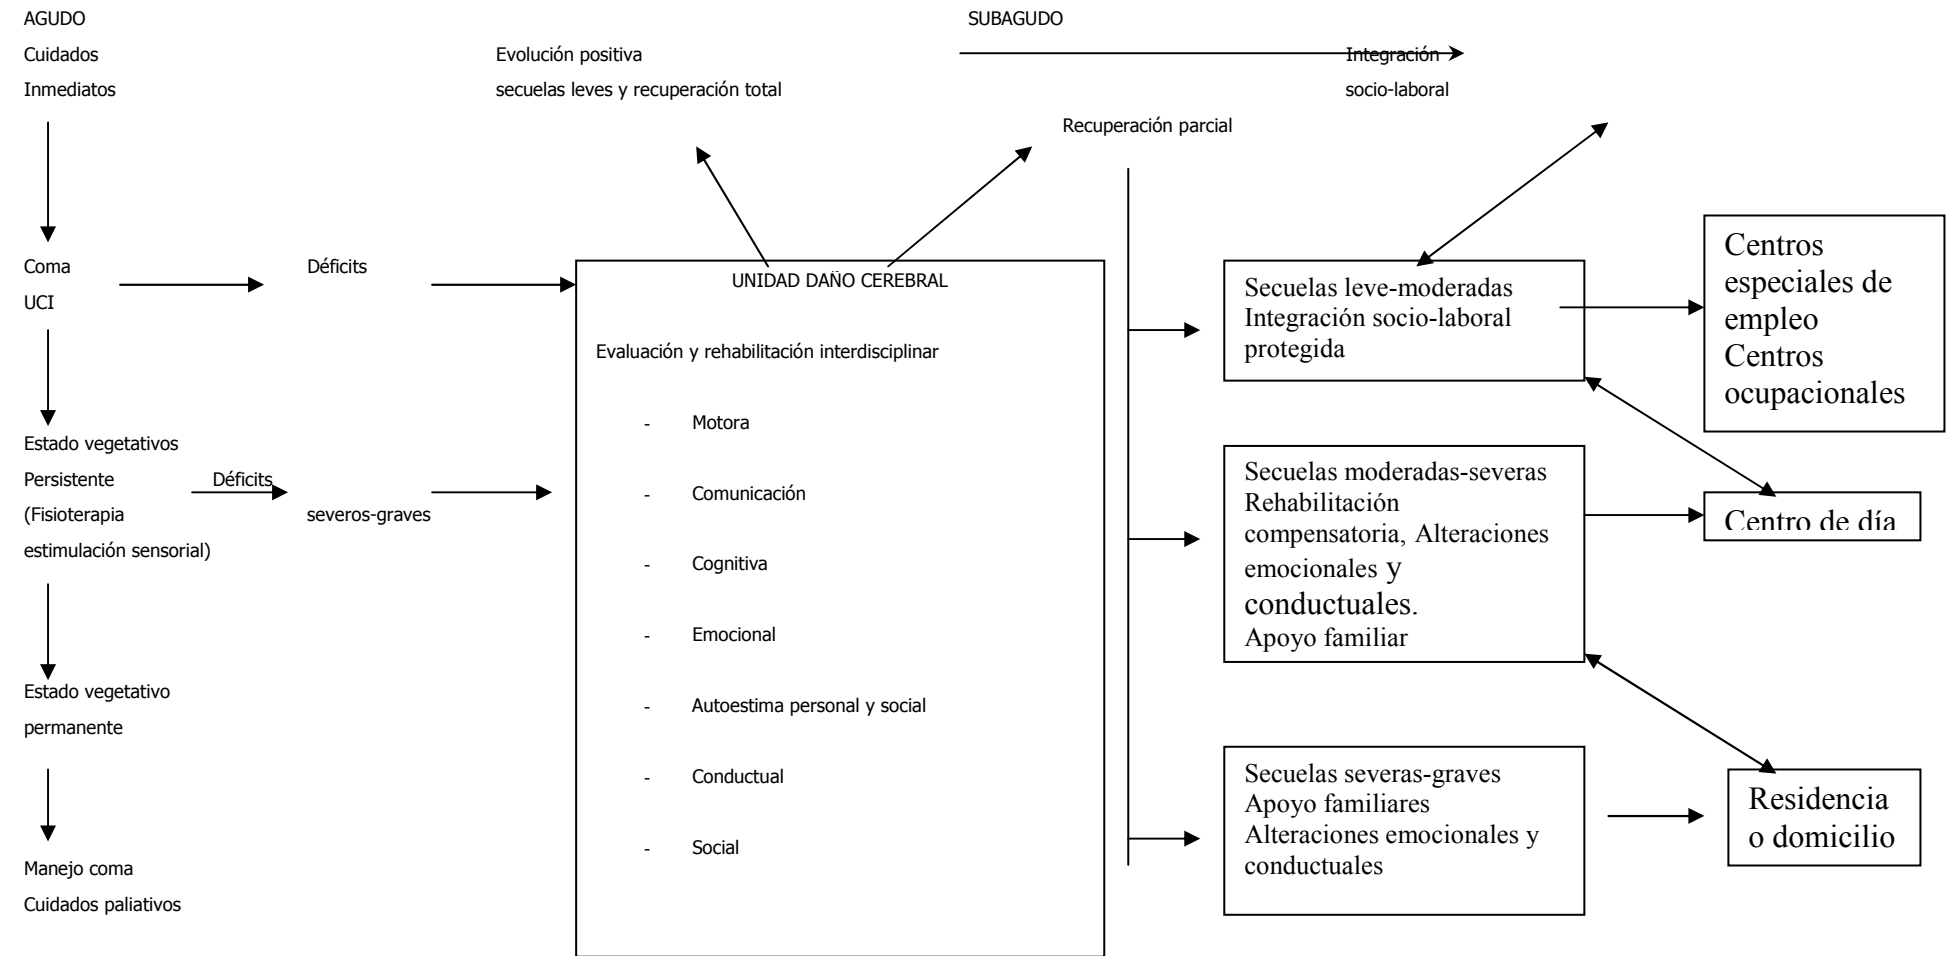 AGUDO
Cuidados
Inmediatos
SUBAGUDO
Evolución positiva
secuelas leves y recuperación total
Integración
socio-laboral
Recuperación parcial
Coma
UCI
Déficits
Estado vegetativos
Persistente
(Fisioterapia
estimulación sensorial)
Déficits
severos-graves
Estado vegetativo
permanente
Manejo coma
Cuidados paliativos
UNIDAD DAÑO CEREBRAL
Evaluación y rehabilitación interdisciplinar
- Motora
- Comunicación
- Cognitiva
- Emocional
- Autoestima personal y social
- Conductual
- Social
Secuelas leve-moderadas
Integración socio-laboral
protegida
Secuelas moderadas-severas
Rehabilitación
compensatoria, Alteraciones
emocionales y
conductuales.
Apoyo familiar
Secuelas severas-graves
Apoyo familiares
Alteraciones emocionales y
conductuales
Centros
especiales de
empleo
Centros
ocupacionales
Centro de día
Residencia
o domicilio